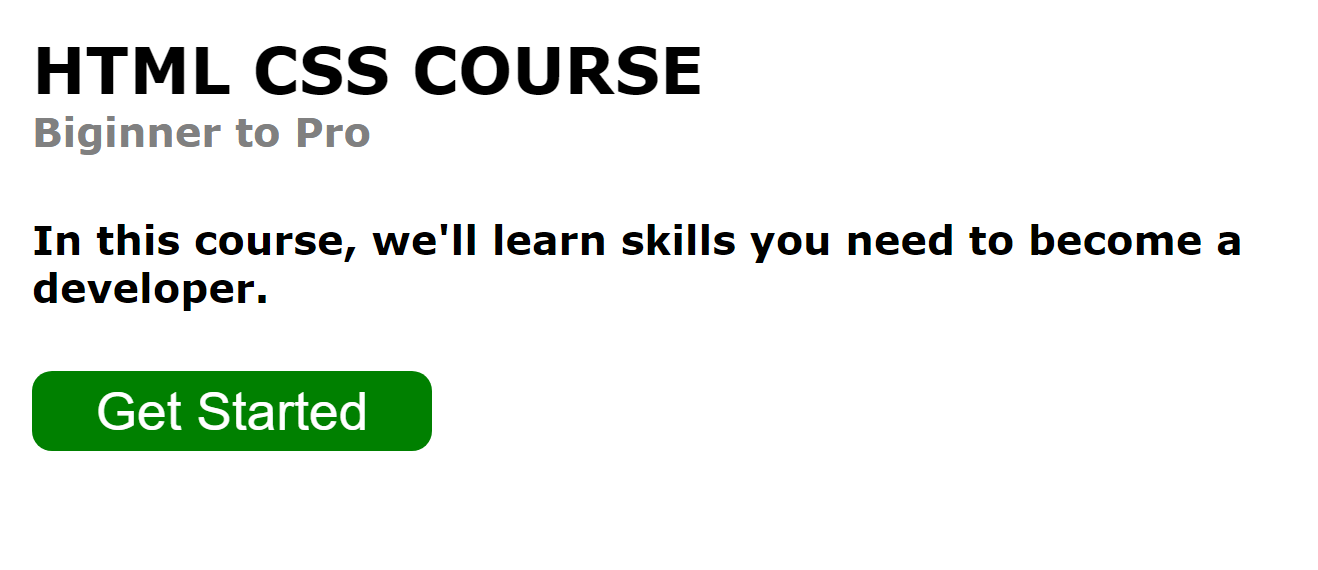 HTML CSS COURSE
Biginner to Pro
In this course, we'll learn skills you need to become a
developer.
Get Started